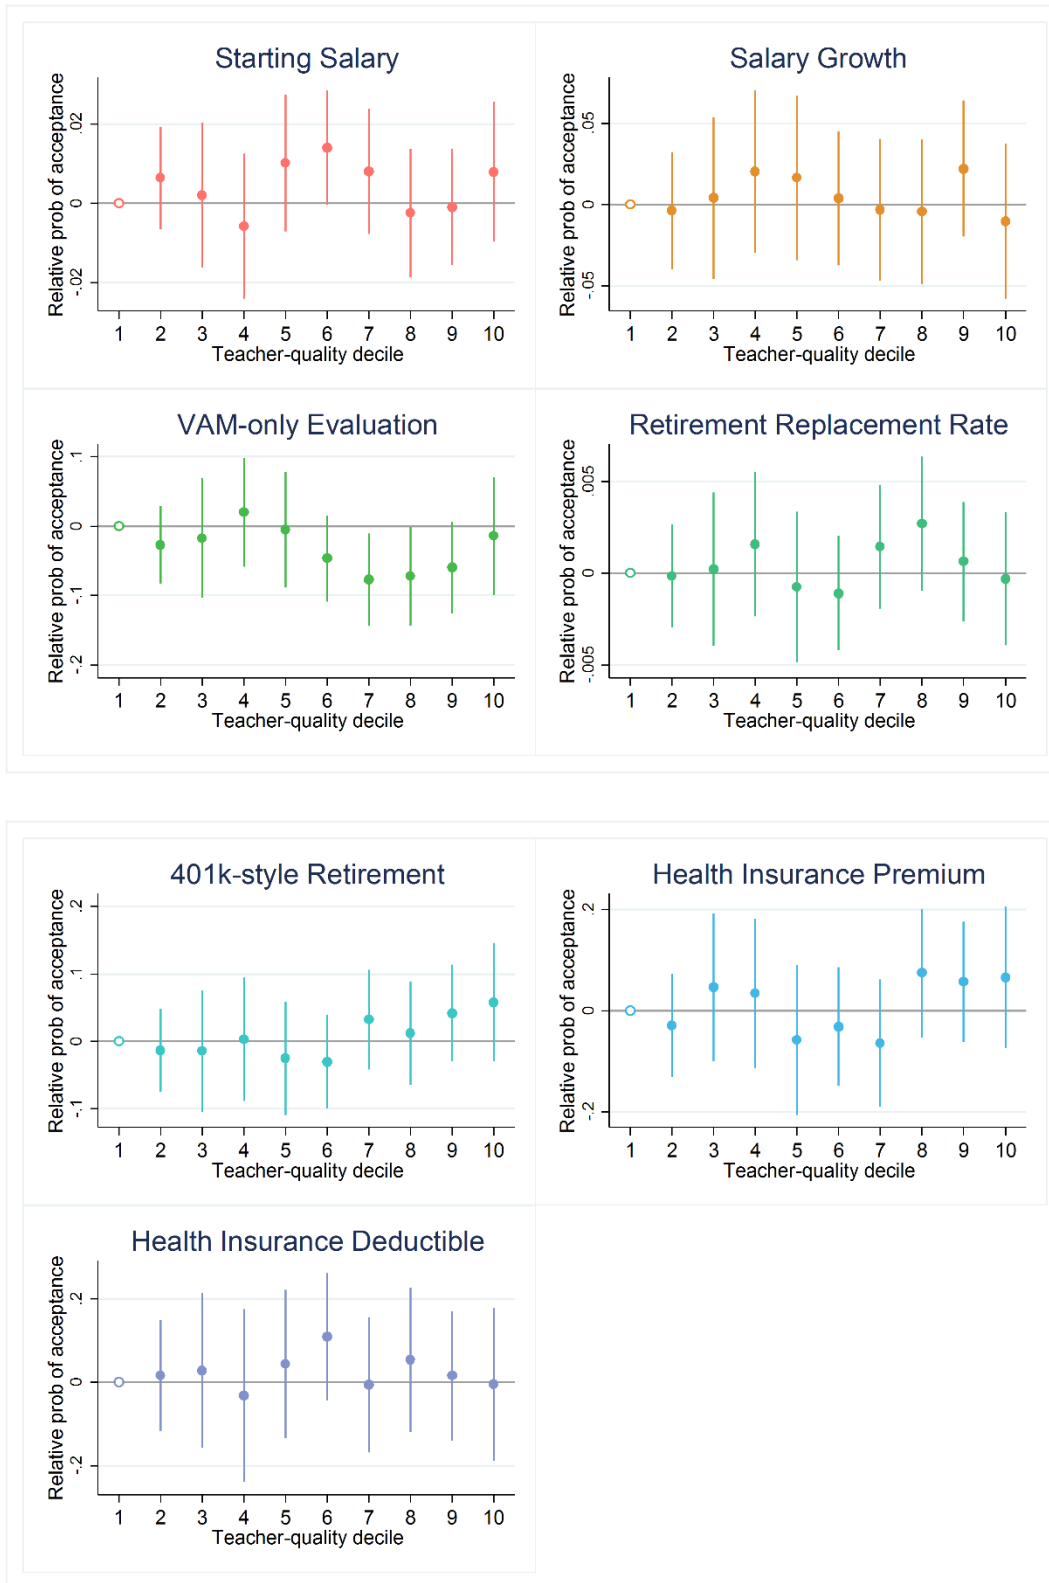 Starting Salary
Relative prob of acceptance
.02
0
-.02
1 2 3 4 5 6 7 8 9 10
Teacher-quality decile
Salary Growth
Relative prob of acceptance
.05
0
-.05
1 2 3 4 5 6 7 8 9 10
Teacher-quality decile
VAM-only Evaluation
Relative prob of acceptance
.1
0
-.1
-.2
1 2 3 4 5 6 7 8 9 10
Teacher-quality decile
Retirement Replacement Rate
Relative prob of acceptance
.005
0
-.005
1 2 3 4 5 6 7 8 9 10
Teacher-quality decile
401k-style Retirement
Relative prob of acceptance
.2
.1
0
-.1
1 2 3 4 5 6 7 8 9 10
Teacher-quality decile
Health Insurance Premium
Relative prob of acceptance
.2
0
-.2
1 2 3 4 5 6 7 8 9 10
Teacher-quality decile
Health Insurance Deductible
Relative prob of acceptance
.2
0
-.2
1 2 3 4 5 6 7 8 9 10
Teacher-quality decile